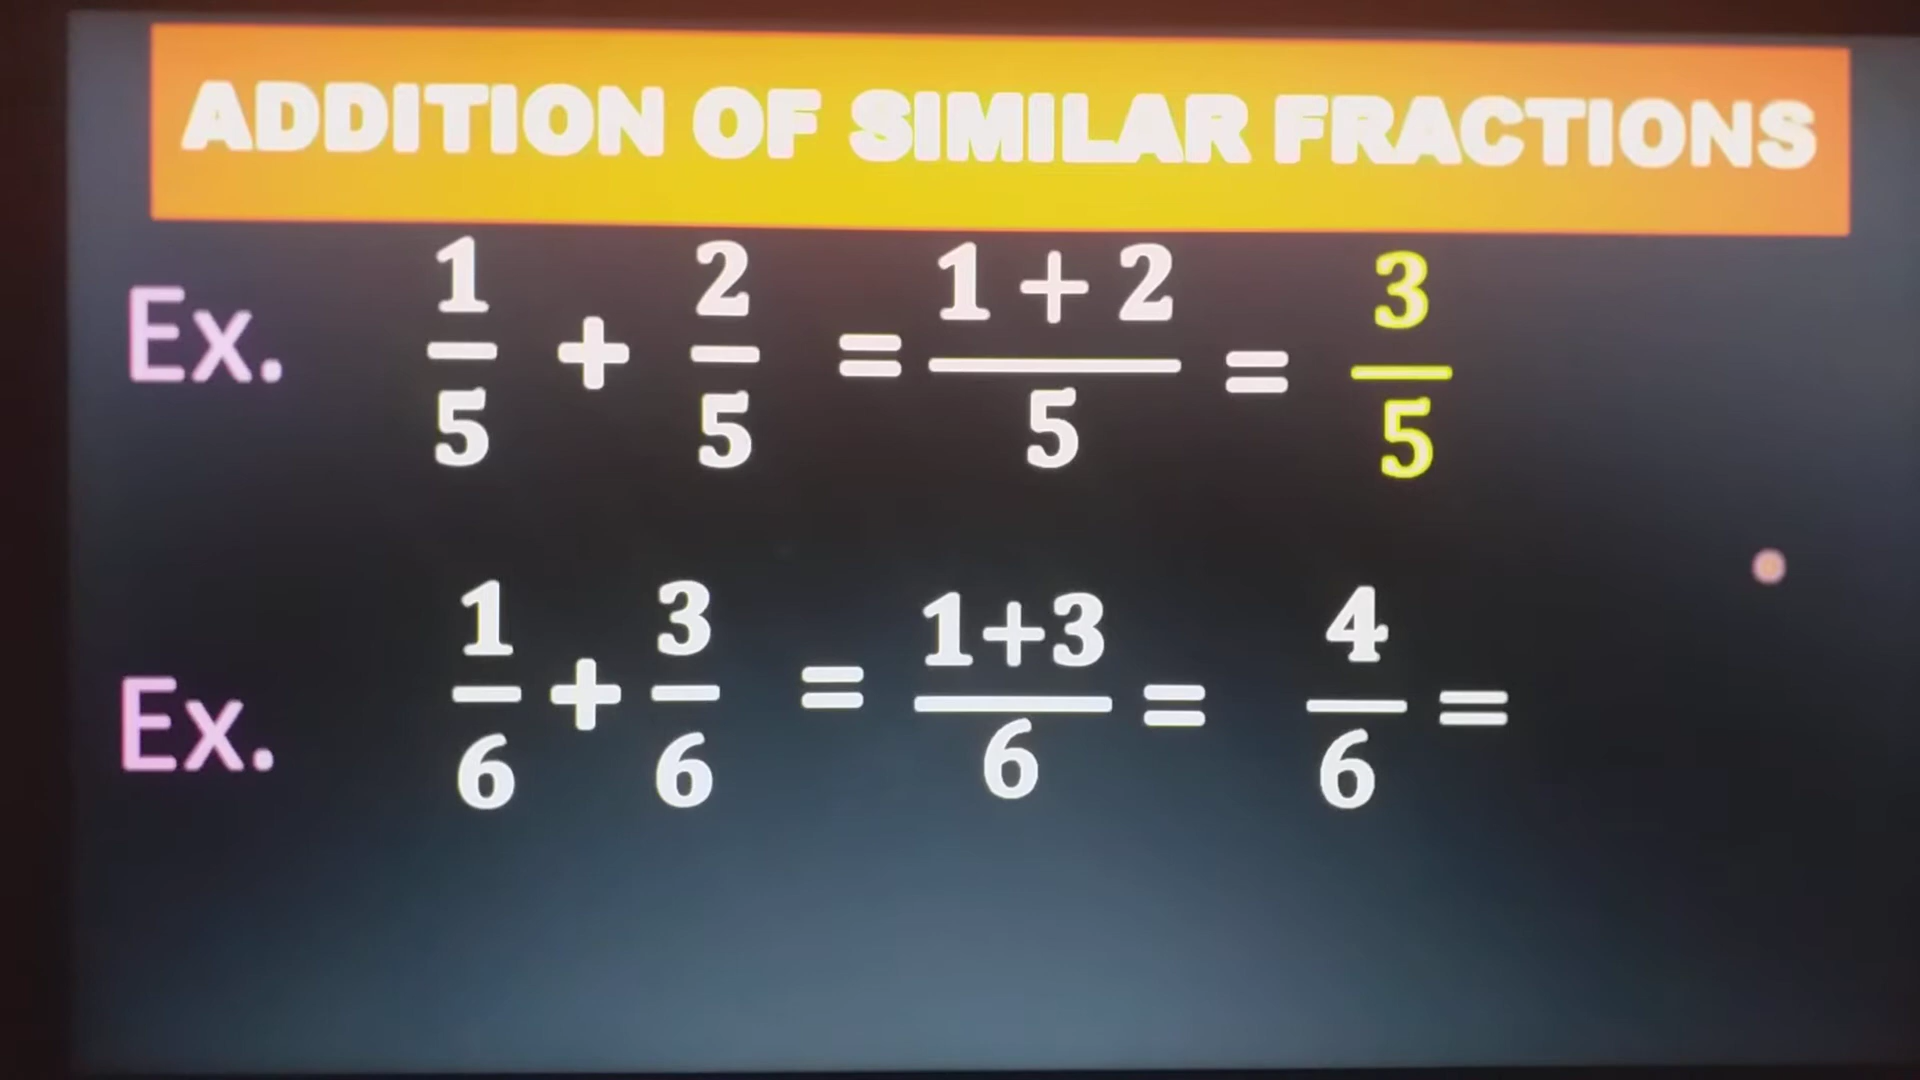 ADDITION OF SIMILAR FRACTIONS
Ex. 1/5 + 2/5 = (1 + 2)/5 = 3/5
Ex. 1/6 + 3/6 = (1+3)/6 = 4/6 =